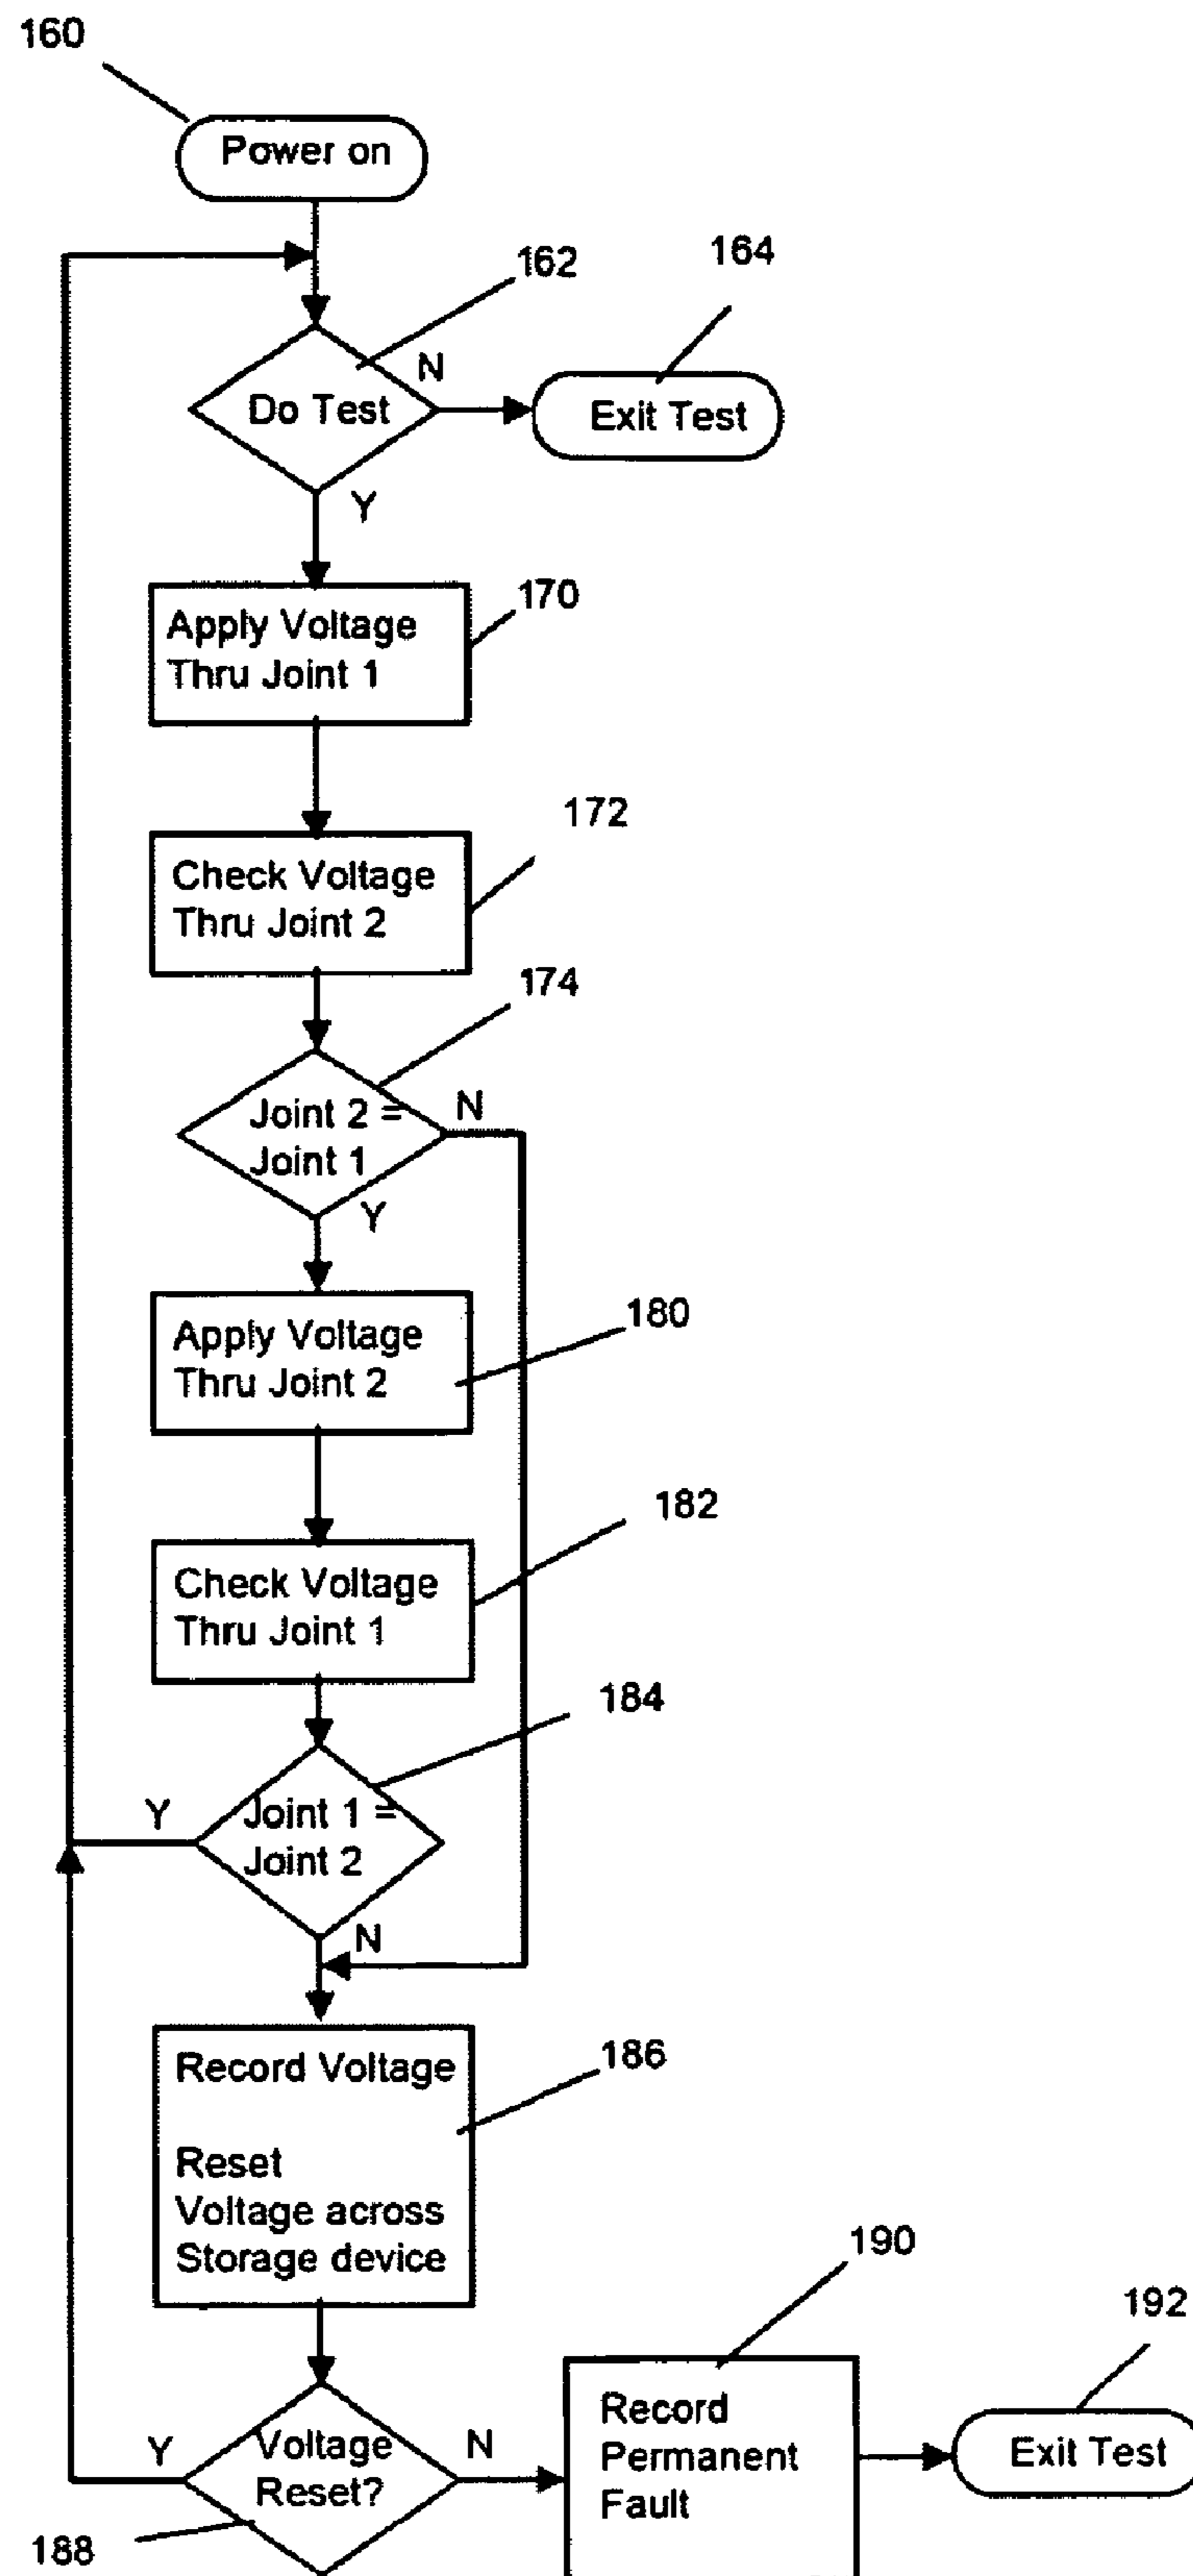 160
Power on
162
164
N
Do Test
Exit Test
Y
170
Apply Voltage
Thru Joint 1
172
Check Voltage
Thru Joint 2
174
N
Joint 2 =
Joint 1
Y
180
Apply Voltage
Thru Joint 2
182
Check Voltage
Thru Joint 1
184
Y
Joint 1 =
Joint 2
N
186
Record Voltage
Reset
Voltage across
Storage device
190
192
Y
Voltage
Reset?
N
Record
Permanent
Fault
Exit Test
188